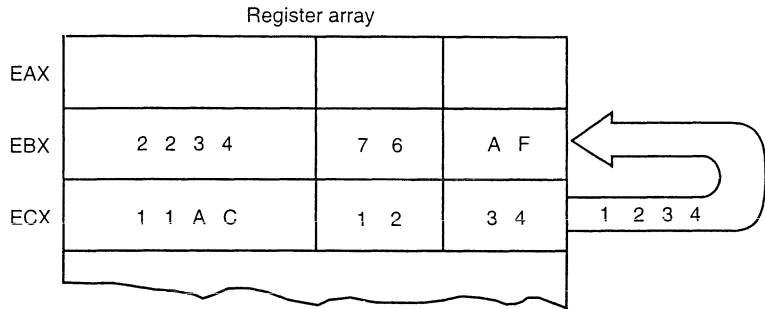 Register array
EAX
EBX 2 2 3 4 7 6 A F
ECX 1 1 A C 1 2 3 4 1 2 3 4